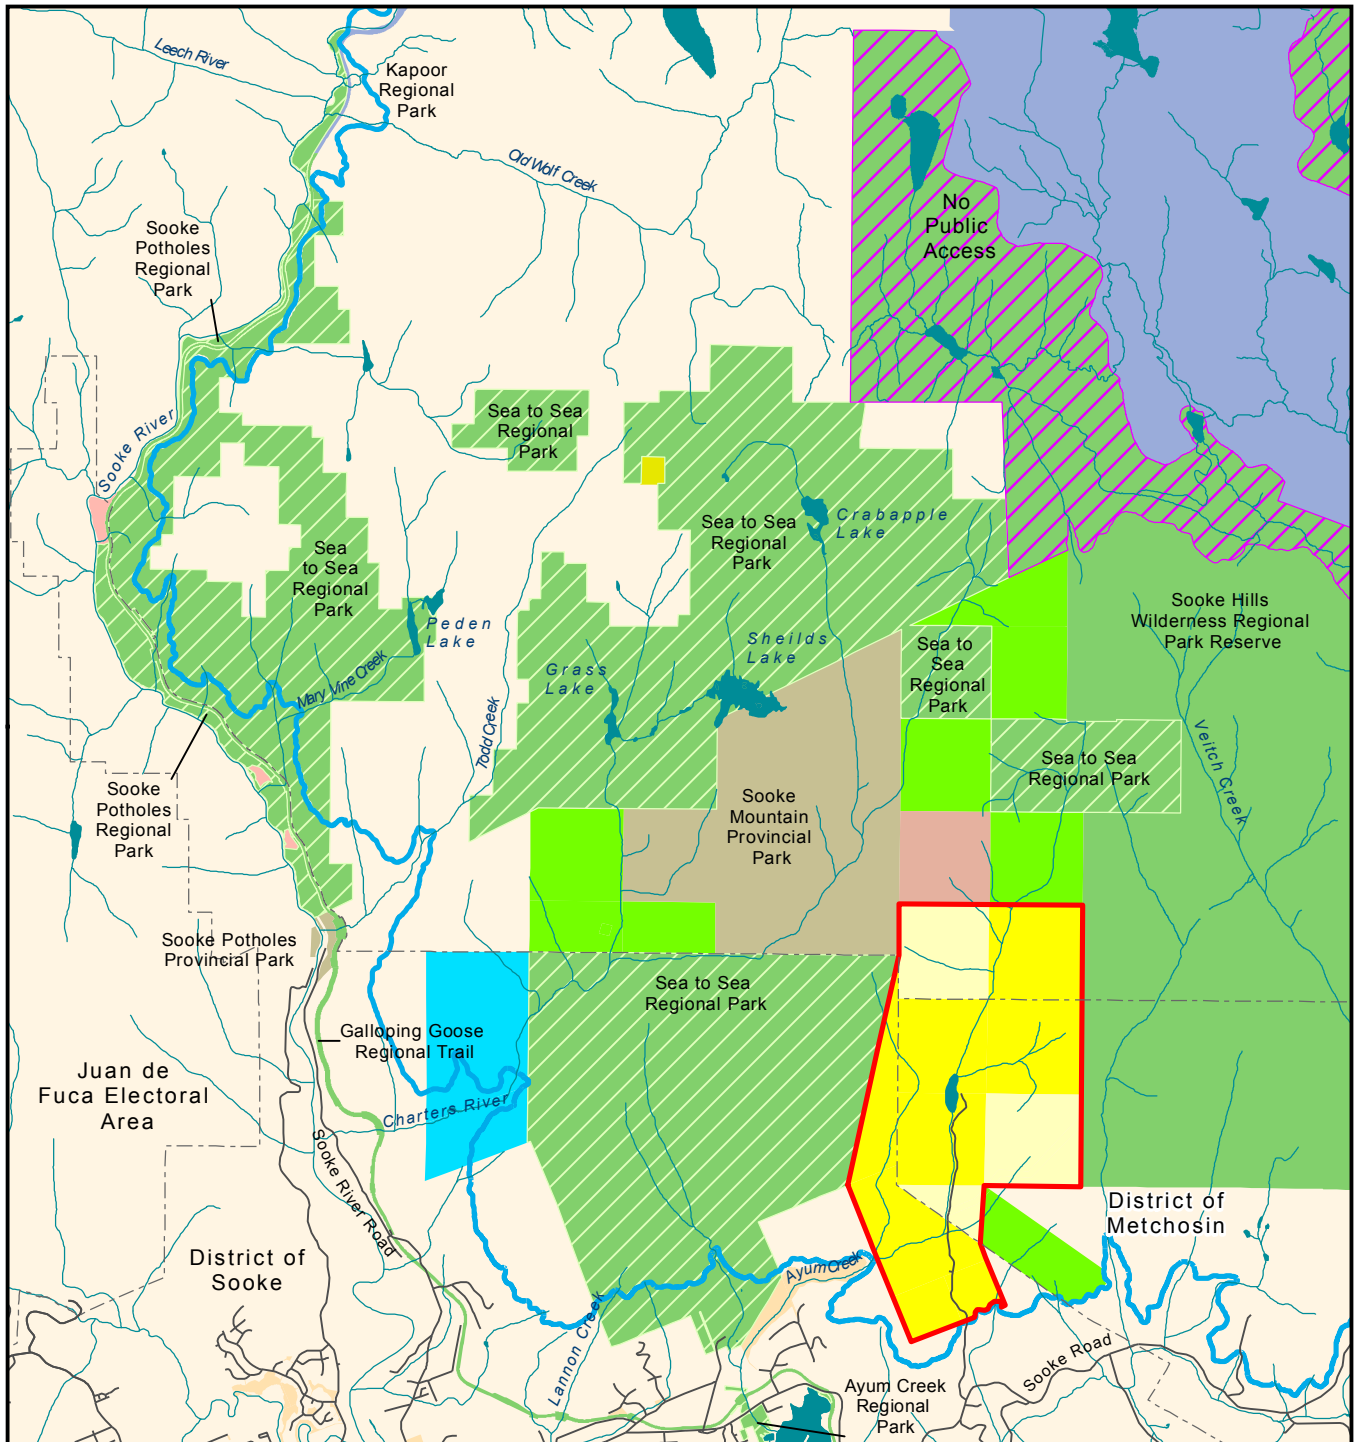 Leech River
Kapoor
Regional
Park
Old Wolf Creek
No
Public
Access
Sooke
Potholes
Regional
Park
Sea to Sea
Regional
Park
Sooke River
Crabapple
Lake
Sea to Sea
Regional
Park
Sea
to Sea
Regional
Park
Peden
Lake
Sheilds
Lake
Sooke Hills
Wilderness Regional
Park Reserve
Sea to
Sea
Regional
Park
Grass
Lake
Mary Vine Creek
Todd Creek
Veitch Creek
Sea to Sea
Regional Park
Sooke
Potholes
Regional
Park
Sooke
Mountain
Provincial
Park
Sooke Potholes
Provincial Park
Sea to Sea
Regional Park
Galloping Goose
Regional Trail
Juan de
Fuca Electoral
Area
Charters River
Sooke River Road
District of
Metchosin
District of
Sooke
Ayum Creek
Lannon Creek
Sooke Road
Ayum Creek
Regional
Park